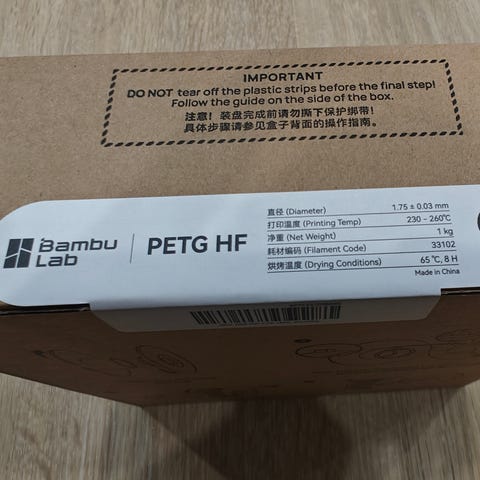 IMPORTANT
DO NOT tear off the plastic strips before the final step!
Follow the guide on the side of the box.
注意！装盘完成前请勿撕下保护绑带！
具体步骤请参见盒子背面的操作指南。
Bambu
Lab
PETG HF
直径 (Diameter) 1.75 ± 0.03 mm
打印温度 (Printing Temp) 230 - 260℃
净重 (Net Weight) 1 kg
耗材编码 (Filament Code) 33102
烘烤温度 (Drying Conditions) 65 ℃, 8 H
Made in China